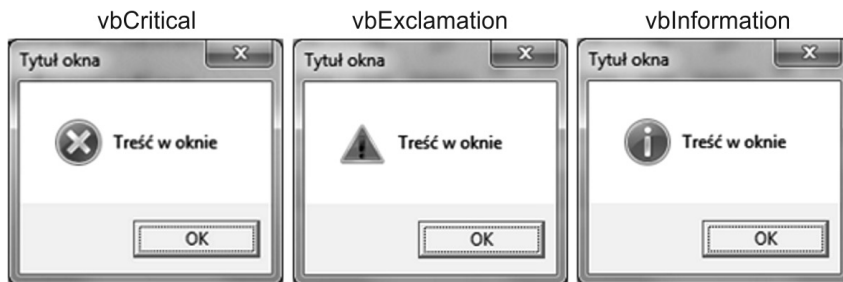 vbCritical
vbExclamation
vbInformation
Tytuł okna
Treść w oknie
OK
Tytuł okna
Treść w oknie
OK
Tytuł okna
Treść w oknie
OK